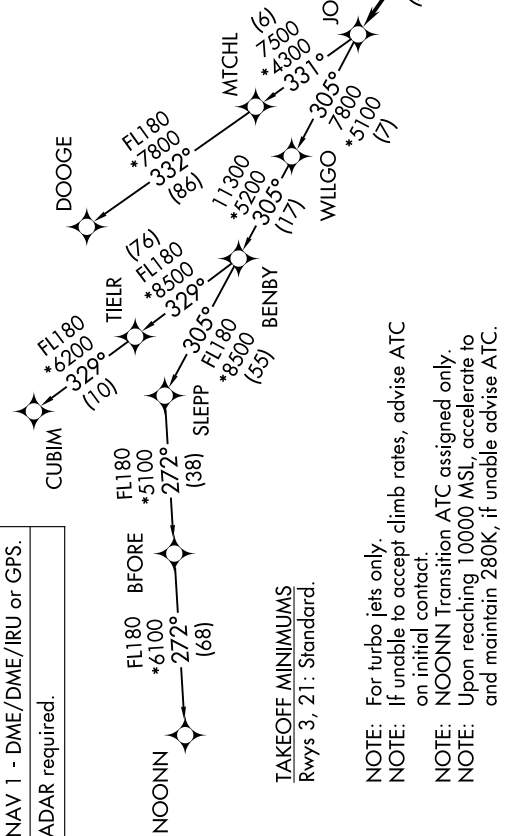 NAV 1 - DME/DME/IRU or GPS.
ADAR required.
NOONN
FL180
*6100
272°
(68)
BFORE
FL180
*5100
272°
(38)
SLEPP
CUBIM
FL180
*6200
329°
(10)
TIELR
(76)
FL180
*8500
329°
305°
FL180
*8500
(55)
BENBY
DOOGE
FL180
*7800
332°
(86)
11300
*5200
305°
(17)
WLLGO
MTCHL
(6)
7500
*4300
331°
305°
7800
*5100
(7)
JO
TAKEOFF MINIMUMS
Rwys 3, 21: Standard.
NOTE: For turbo jets only.
NOTE: If unable to accept climb rates, advise ATC
on initial contact.
NOTE: NOONN Transition ATC assigned only.
NOTE: Upon reaching 10000 MSL, accelerate to
and maintain 280K, if unable advise ATC.